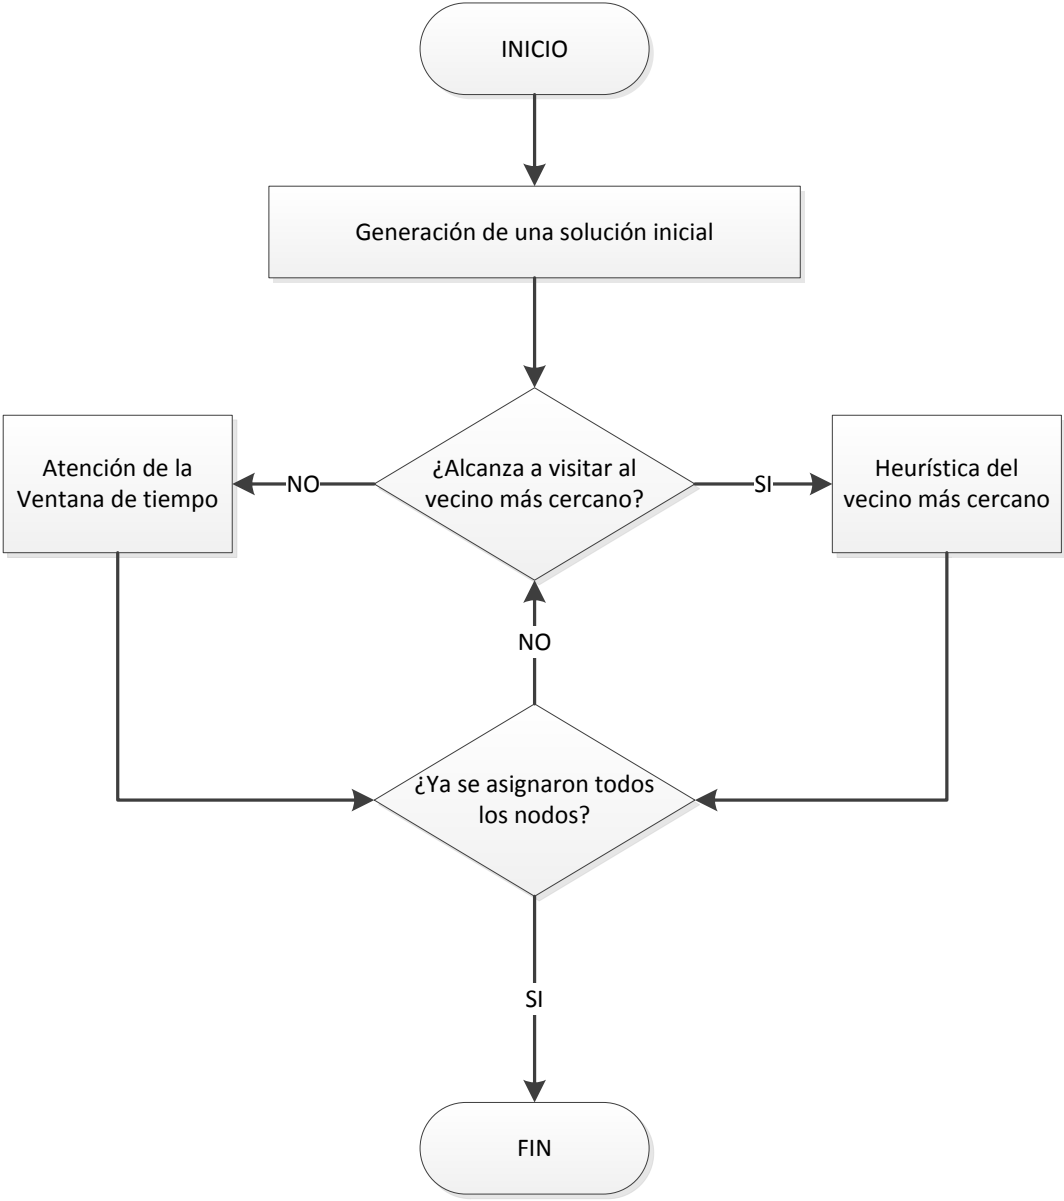 INICIO
Generación de una solución inicial
¿Alcanza a visitar al
vecino más cercano?
NO
Atención de la
Ventana de tiempo
SI
Heurística del
vecino más cercano
NO
¿Ya se asignaron todos
los nodos?
SI
FIN